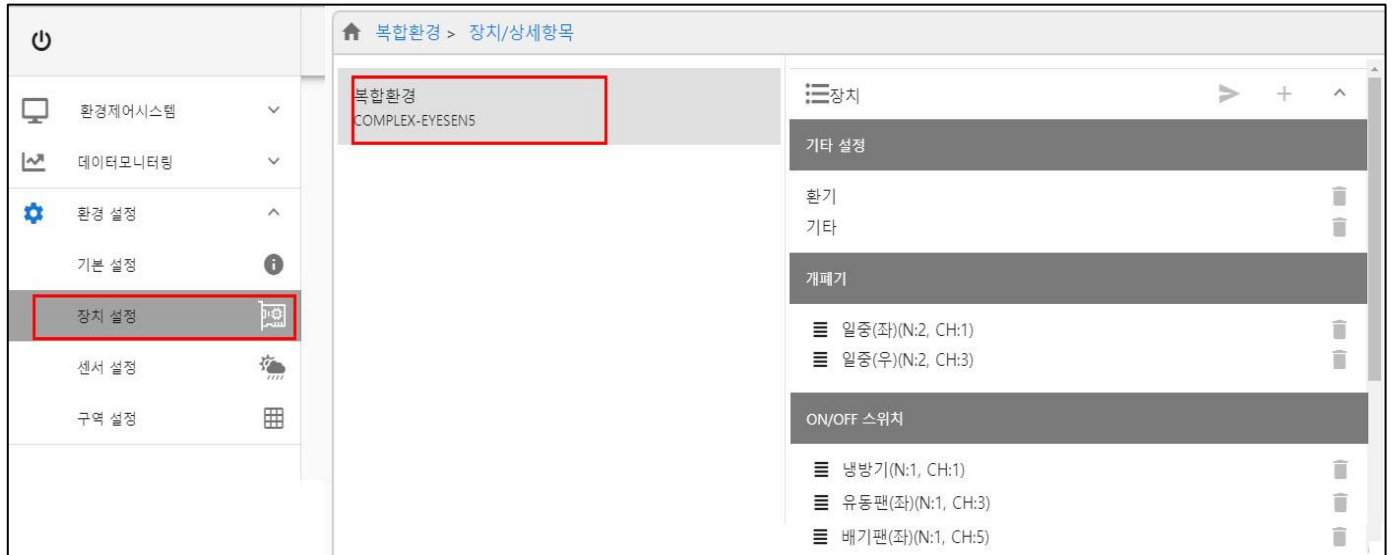 환경제어시스템
데이터모니터링
환경 설정
기본 설정
장치 설정
센서 설정
구역 설정
복합환경 > 장치/상세항목
복합환경
COMPLEX-EYESEN5
장치
기타 설정
환기
기타
개폐기
일중(좌)(N:2, CH:1)
일중(우)(N:2, CH:3)
ON/OFF 스위치
냉방기(N:1, CH:1)
유동팬(좌)(N:1, CH:3)
배기팬(좌)(N:1, CH:5)